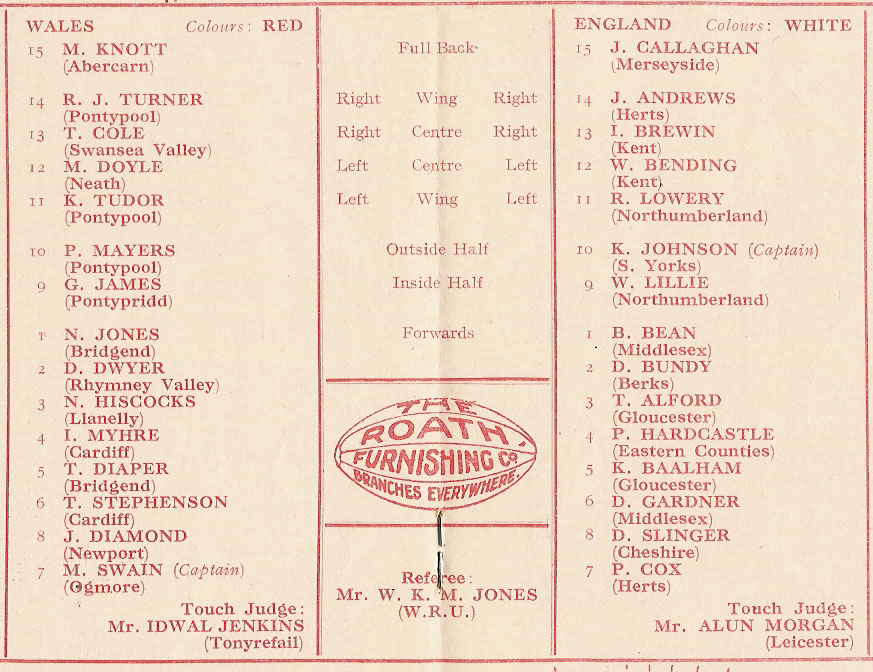 WALES Colours: RED
15 M. KNOTT
(Abercarn)
14 R. J. TURNER
(Pontypool)
13 T. COLE
(Swansea Valley)
12 M. DOYLE
(Neath)
11 K. TUDOR
(Pontypool)
10 P. MAYERS
(Pontypool)
9 G. JAMES
(Pontypridd)
1 N. JONES
(Bridgend)
2 D. DWYER
(Rhymney Valley)
3 N. HISCOCKS
(Llanelly)
4 I. MYHRE
(Cardiff)
5 T. DIAPER
(Bridgend)
6 T. STEPHENSON
(Cardiff)
8 J. DIAMOND
(Newport)
7 M. SWAIN (Captain)
(Ogmore)
Touch Judge:
Mr. IDWAL JENKINS
(Tonyrefail)
Full Back
Right Wing Right
Right Centre Right
Left Centre Left
Left Wing Left
Outside Half
Inside Half
Forwards
THE
ROATH
FURNISHING Co.
BRANCHES EVERYWHERE.
Referee:
Mr. W. K. M. JONES
(W.R.U.)
ENGLAND Colours: WHITE
15 J. CALLAGHAN
(Merseyside)
14 J. ANDREWS
(Herts)
13 I. BREWIN
(Kent)
12 W. BENDING
(Kent)
11 R. LOWERY
(Northumberland)
10 K. JOHNSON (Captain)
(S. Yorks)
9 W. LILLIE
(Northumberland)
1 B. BEAN
(Middlesex)
2 D. BUNDY
(Berks)
3 T. ALFORD
(Gloucester)
4 P. HARDCASTLE
(Eastern Counties)
5 K. BAALHAM
(Gloucester)
6 D. GARDNER
(Middlesex)
8 D. SLINGER
(Cheshire)
7 P. COX
(Herts)
Touch Judge:
Mr. ALUN MORGAN
(Leicester)